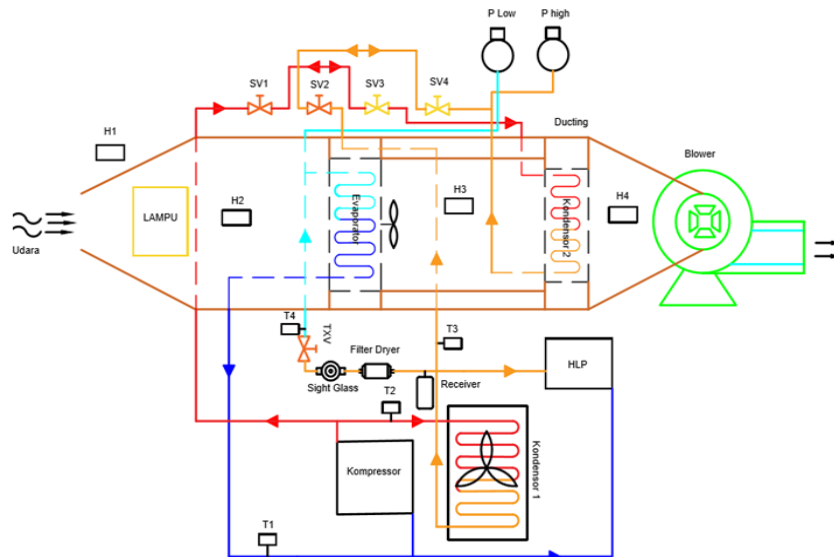 P Low
P high
SV1
SV2
SV3
SV4
Ducting
H1
Blower
LAMPU
H2
Evaporator
H3
Kondensor 2
H4
Udara
T4
TXV
Filter Dryer
T3
HLP
Sight Glass
Receiver
T2
Kompressor
Kondensor 1
T1